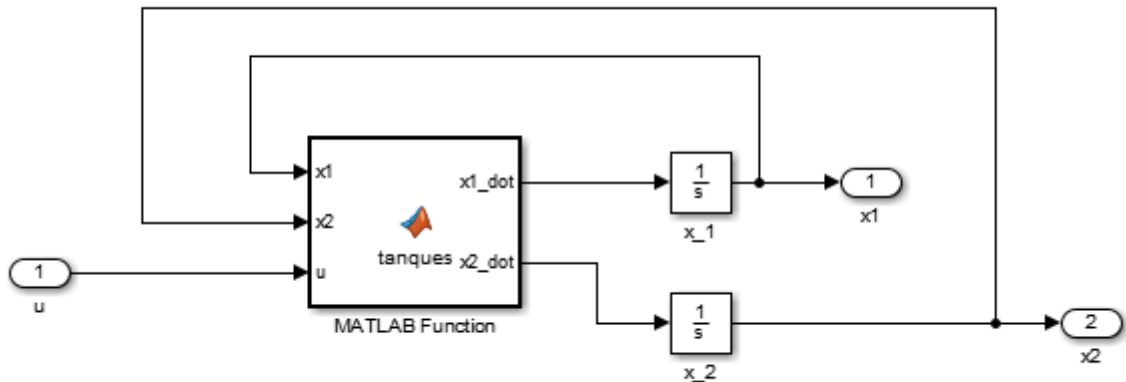 x1
x2
u
x1_dot
x2_dot
tanques
MATLAB Function
1
u
1
s
x_1
1
x1
1
s
x_2
2
x2